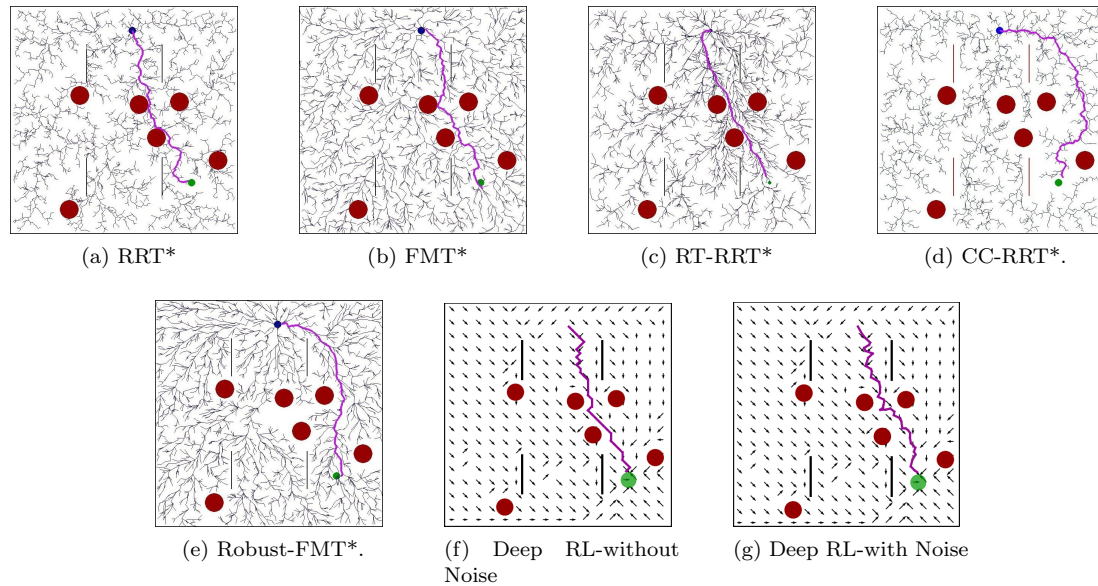 (a) RRT*
(b) FMT*
(c) RT-RRT*
(d) CC-RRT*.
(e) Robust-FMT*.
(f) Deep RL-without
Noise
(g) Deep RL-with Noise